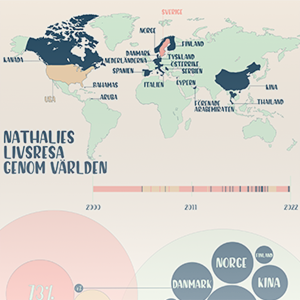 SVERIGE
NORGE
FINLAND
DANMARK
NEDERLÄNDERNA
TYSKLAND
ÖSTERRIKE
SERBIEN
KANADA
SPANIEN
ITALIEN
CYPERN
KINA
USA
BAHAMAS
ARUBA
FÖRENADE
ARABEMIRATEN
THAILAND
NATHALIES
LIVSRESA
GENOM VÄRLDEN
2000
2011
2022
NORGE
FINLAND
DANMARK
KINA